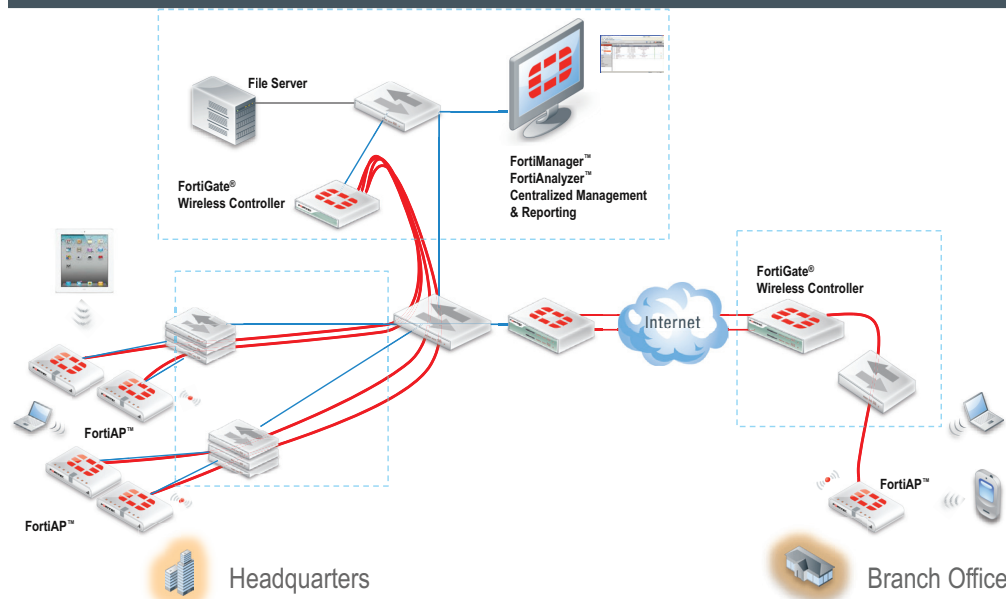 File Server
FortiManager™
FortiAnalyzer™
Centralized Management
& Reporting
FortiGate®
Wireless Controller
FortiGate®
Wireless Controller
Internet
FortiAP™
FortiAP™
FortiAP™
Headquarters
Branch Office